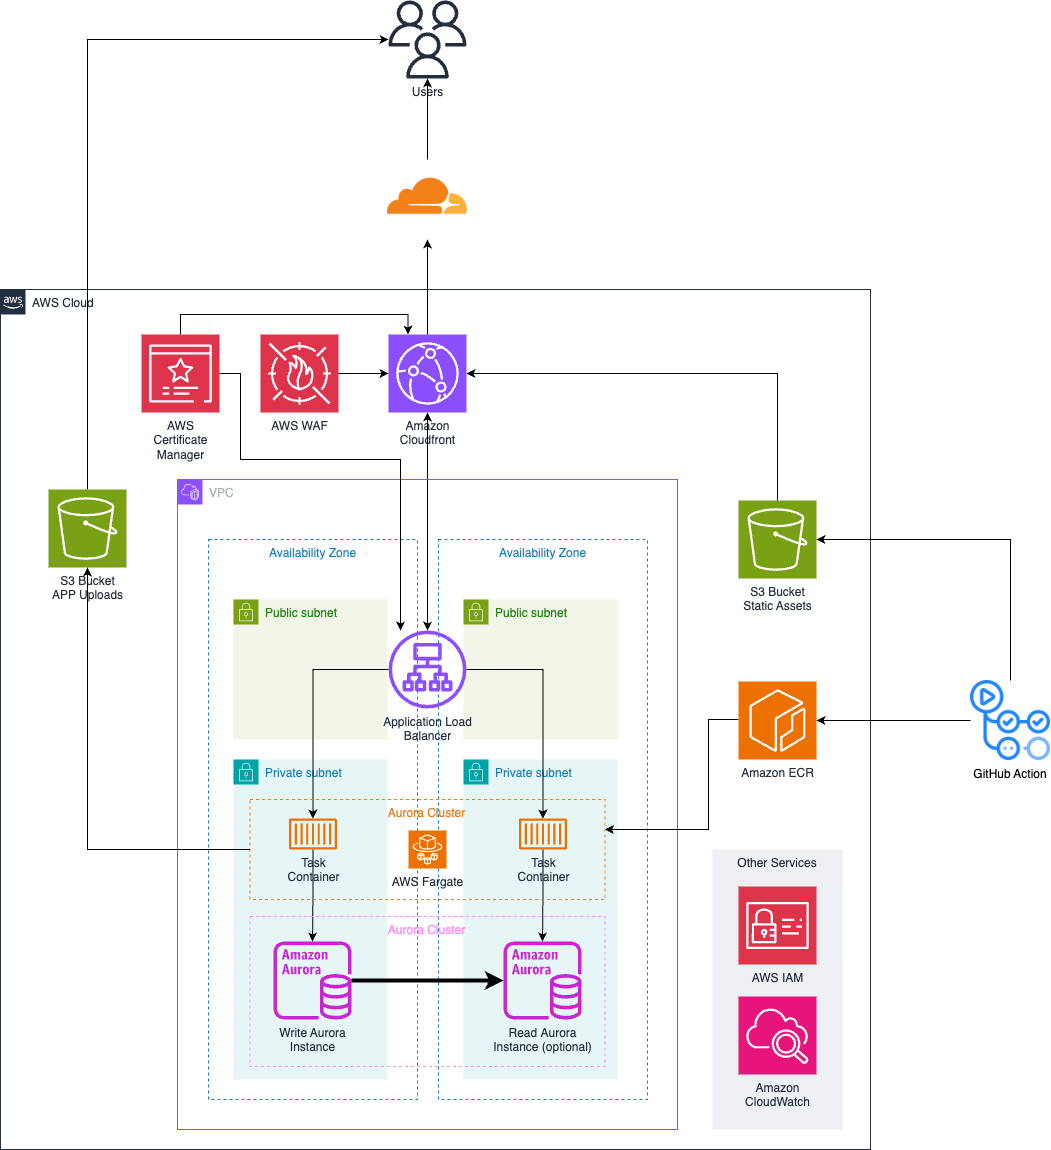 Users
aws
AWS Cloud
AWS
Certificate
Manager
AWS WAF
Amazon
Cloudfront
VPC
S3 Bucket
APP Uploads
S3 Bucket
Static Assets
Availability Zone
Availability Zone
Public subnet
Public subnet
Application Load
Balancer
Private subnet
Private subnet
Amazon ECR
GitHub Action
Aurora Cluster
Task
Container
AWS Fargate
Task
Container
Aurora Cluster
Amazon
Aurora
Amazon
Aurora
Write Aurora
Instance
Read Aurora
Instance (optional)
Other Services
AWS IAM
Amazon
CloudWatch